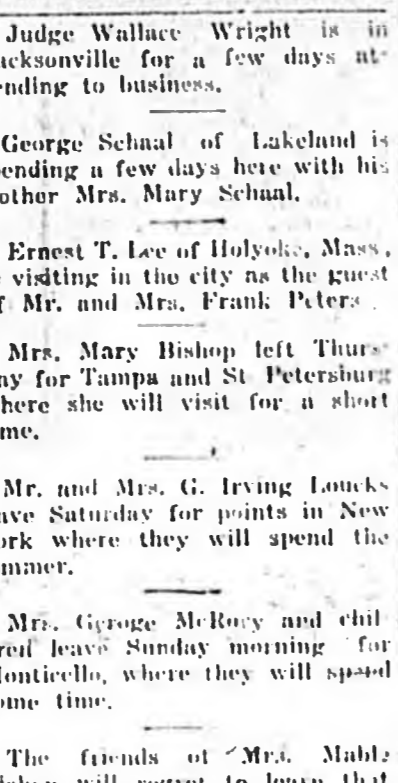 Judge Wallace Wright is in
acksonville for a few days at-
ending to business.
George Schaal of Lakeland is
pending a few days here with his
other Mrs. Mary Schaal.
Ernest T. Lee of Holyoke, Mass,
visiting in the city as the guest
f Mr. and Mrs. Frank Peters
Mrs. Mary Bishop left Thurs-
ay for Tampa and St Petersburg
here she will visit for a short
me.
Mr. and Mrs. G. Irving Loucks
ave Saturday for points in New
ork where they will spend the
ummer.
Mrs. Gyroge McRory and chil-
red leave Sunday morning for
onticello, where they will spend
ome time.
The friends of Mrs. Mable
will regret to learn that